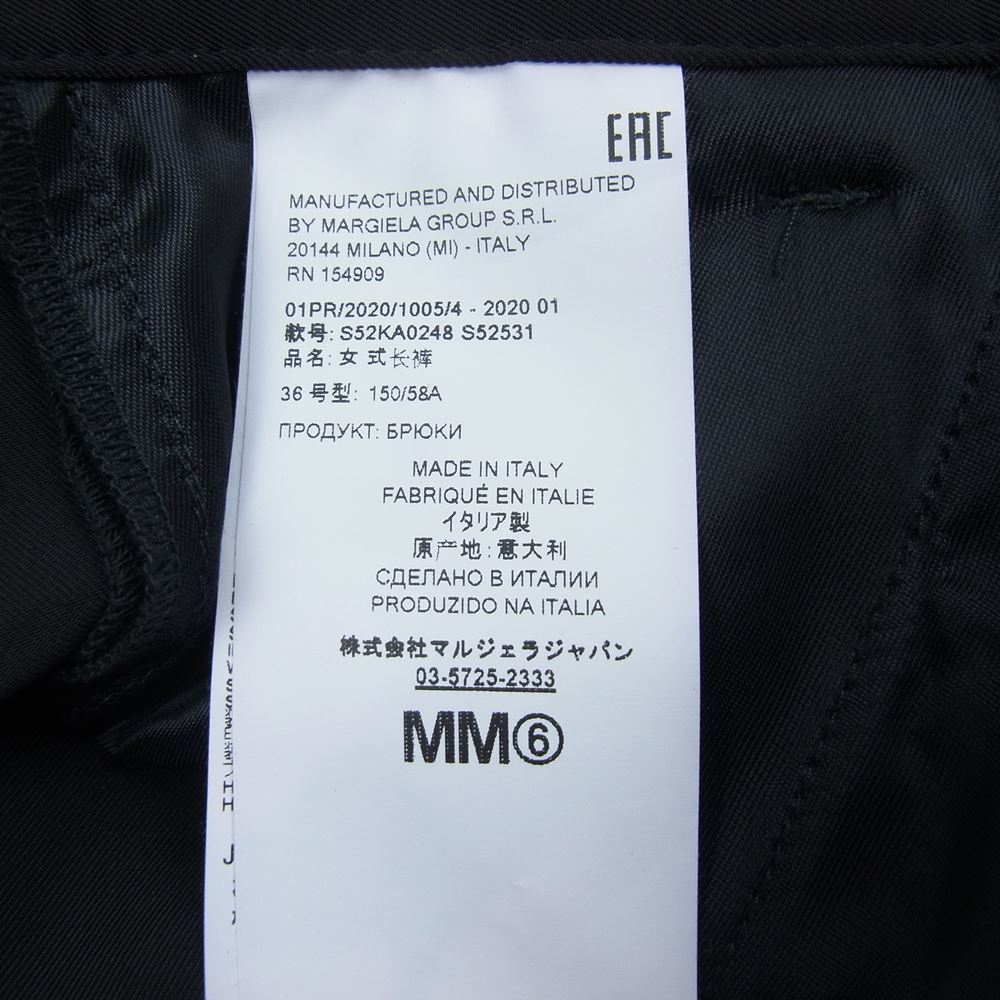 EAC
MANUFACTURED AND DISTRIBUTED
BY MARGIELA GROUP S.R.L.
20144 MILANO (MI) - ITALY
RN 154909
01PR/2020/1005/4 - 2020 01
款号: S52KA0248 S52531
品名: 女式长裤
36 号型: 150/58A
ПРОДУКТ: БРЮКИ
MADE IN ITALY
FABRIQUÉ EN ITALIE
イタリア製
原产地: 意大利
СДЕЛАНО В ИТАЛИИ
PRODUZIDO NA ITALIA
株式会社マルジェラジャパン
03-5725-2333
MM⑥